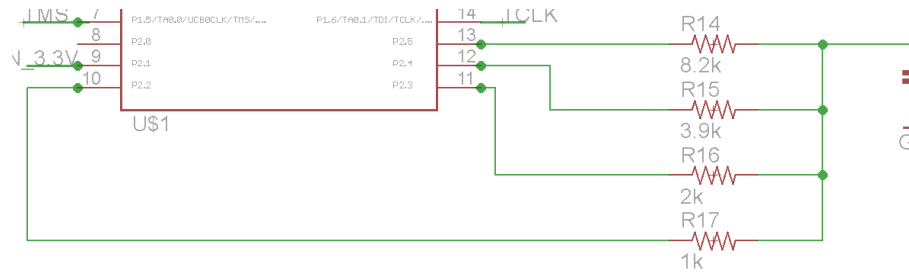 TMS 7 P1.5/TA0.0/UCB0CLK/TMS/.... P1.6/TA0.1/TDI/TCLK/... 14 TCLK
8 P2.0 P2.5 13 R14
8.2k
N_3.3V 9 P2.1 P2.4 12
10 P2.2 P2.3 11 R15
3.9k
U$1
R16
2k
R17
1k